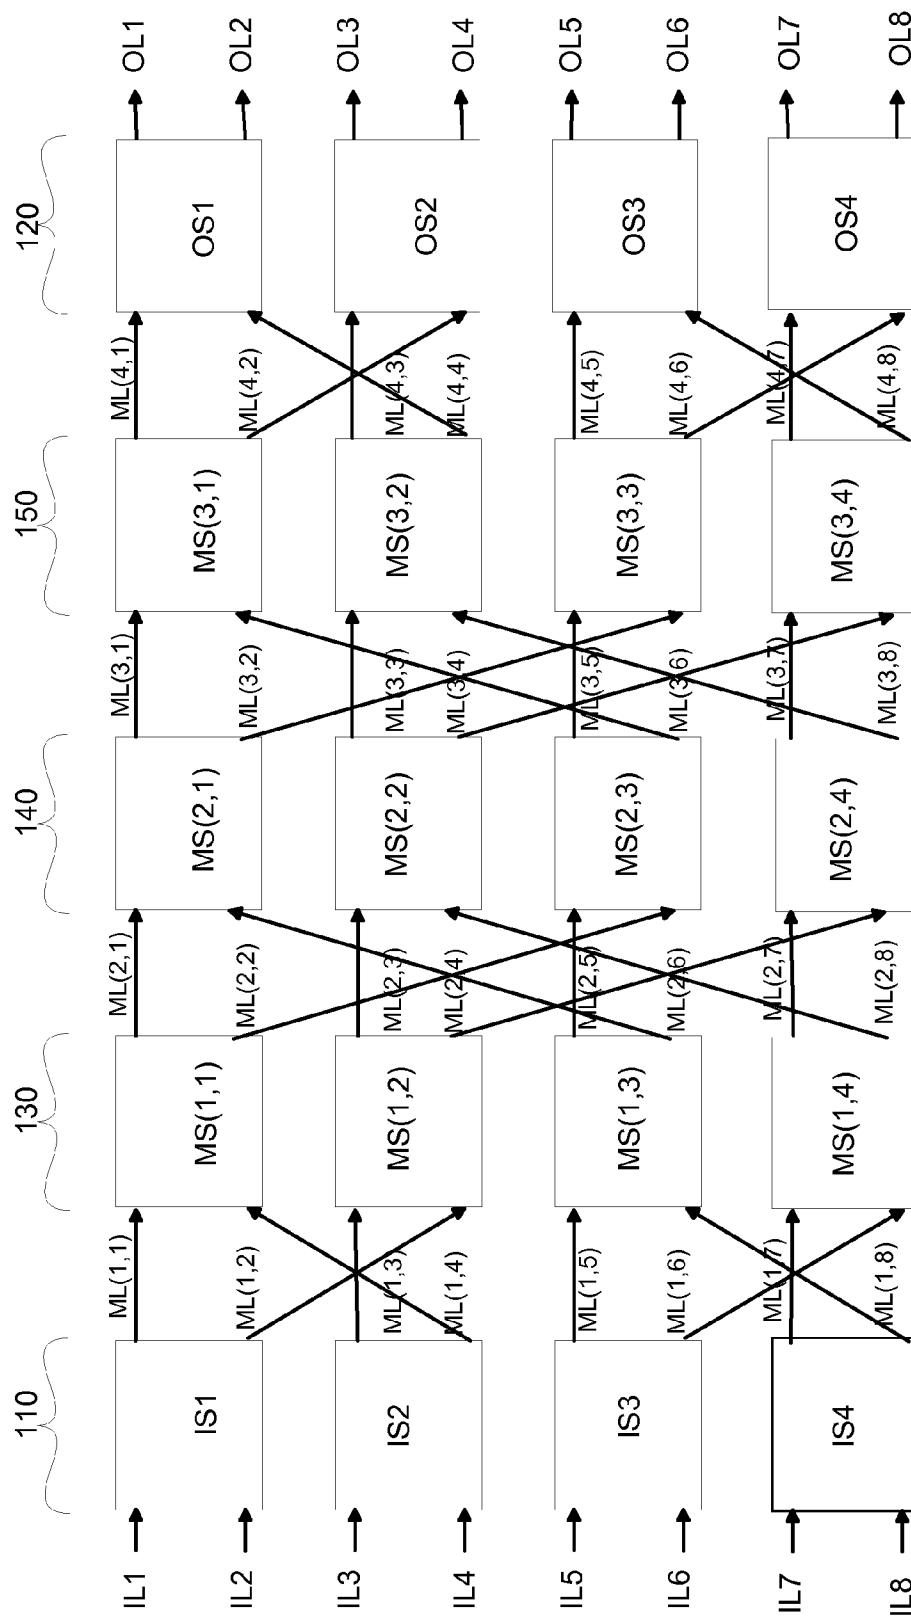 110
130
140
150
120
IL1
IL2
IL3
IL4
IL5
IL6
IL7
IL8
IS1
IS2
IS3
IS4
ML(1,1)
ML(1,2)
ML(1,3)
ML(1,4)
ML(1,5)
ML(1,6)
ML(1,7)
ML(1,8)
MS(1,1)
MS(1,2)
MS(1,3)
MS(1,4)
ML(2,1)
ML(2,2)
ML(2,3)
ML(2,4)
ML(2,5)
ML(2,6)
ML(2,7)
ML(2,8)
MS(2,1)
MS(2,2)
MS(2,3)
MS(2,4)
ML(3,1)
ML(3,2)
ML(3,3)
ML(3,4)
ML(3,5)
ML(3,6)
ML(3,7)
ML(3,8)
MS(3,1)
MS(3,2)
MS(3,3)
MS(3,4)
ML(4,1)
ML(4,2)
ML(4,3)
ML(4,4)
ML(4,5)
ML(4,6)
ML(4,7)
ML(4,8)
OS1
OS2
OS3
OS4
OL1
OL2
OL3
OL4
OL5
OL6
OL7
OL8